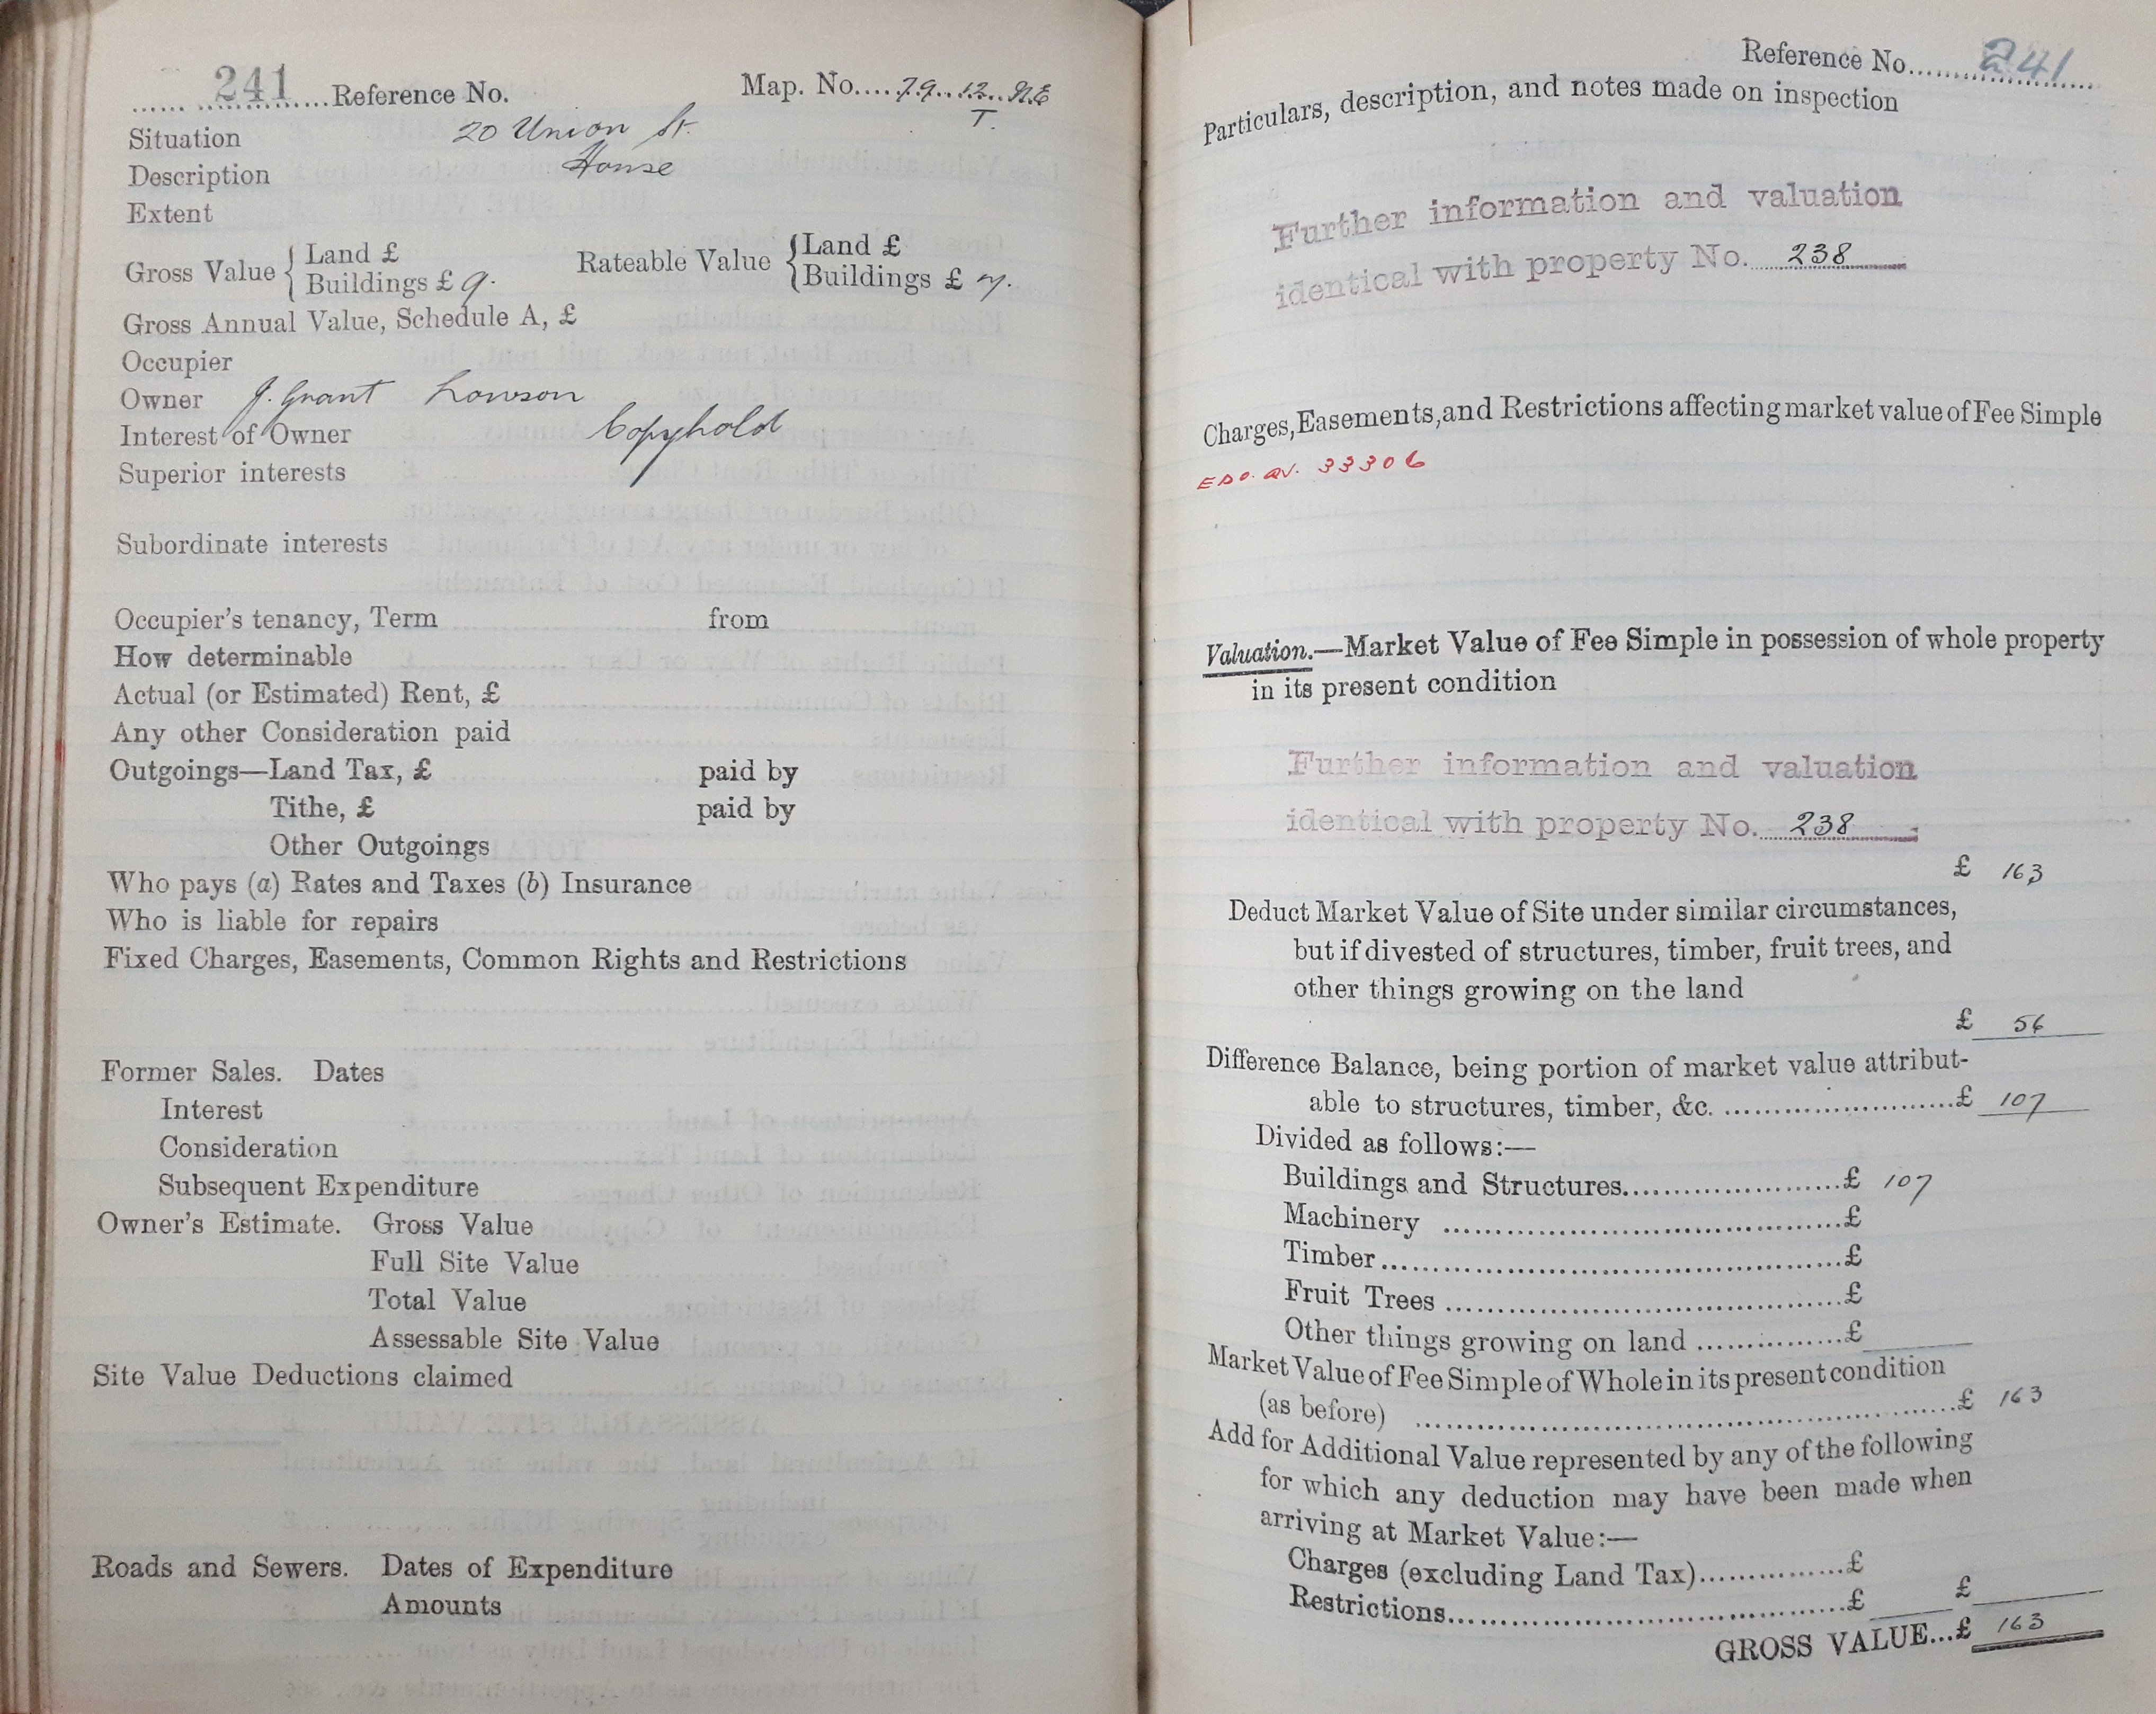 241 Reference No. Map. No. 79.12.N.E
T.
Situation 20 Union St.
Description House
Extent
Gross Value { Land £ Rateable Value { Land £
Buildings £ 9. Buildings £ 7.
Gross Annual Value, Schedule A, £
Occupier
Owner J. Grant Lawson
Interest of Owner Copyhold
Superior interests
Subordinate interests
Occupier's tenancy, Term from
How determinable
Actual (or Estimated) Rent, £
Any other Consideration paid
Outgoings—Land Tax, £ paid by
Tithe, £ paid by
Other Outgoings
Who pays (a) Rates and Taxes (b) Insurance
Who is liable for repairs
Fixed Charges, Easements, Common Rights and Restrictions
Former Sales. Dates
Interest
Consideration
Subsequent Expenditure
Owner's Estimate. Gross Value
Full Site Value
Total Value
Assessable Site Value
Site Value Deductions claimed
Roads and Sewers. Dates of Expenditure
Amounts
Reference No. 241
Particulars, description, and notes made on inspection
Further information and valuation
identical with property No. 238
Charges, Easements, and Restrictions affecting market value of Fee Simple
33306
Valuation.—Market Value of Fee Simple in possession of whole property
in its present condition
Further information and valuation
identical with property No. 238
£ 163
Deduct Market Value of Site under similar circumstances,
but if divested of structures, timber, fruit trees, and
other things growing on the land
£ 56
Difference Balance, being portion of market value attribut-
able to structures, timber, &c. £ 107
Divided as follows:—
Buildings and Structures £ 107
Machinery £
Timber £
Fruit Trees £
Other things growing on land £
Market Value of Fee Simple of Whole in its present condition
(as before) £ 163
Add for Additional Value represented by any of the following
for which any deduction may have been made when
arriving at Market Value:—
Charges (excluding Land Tax) £
Restrictions £ £
GROSS VALUE...£ 163